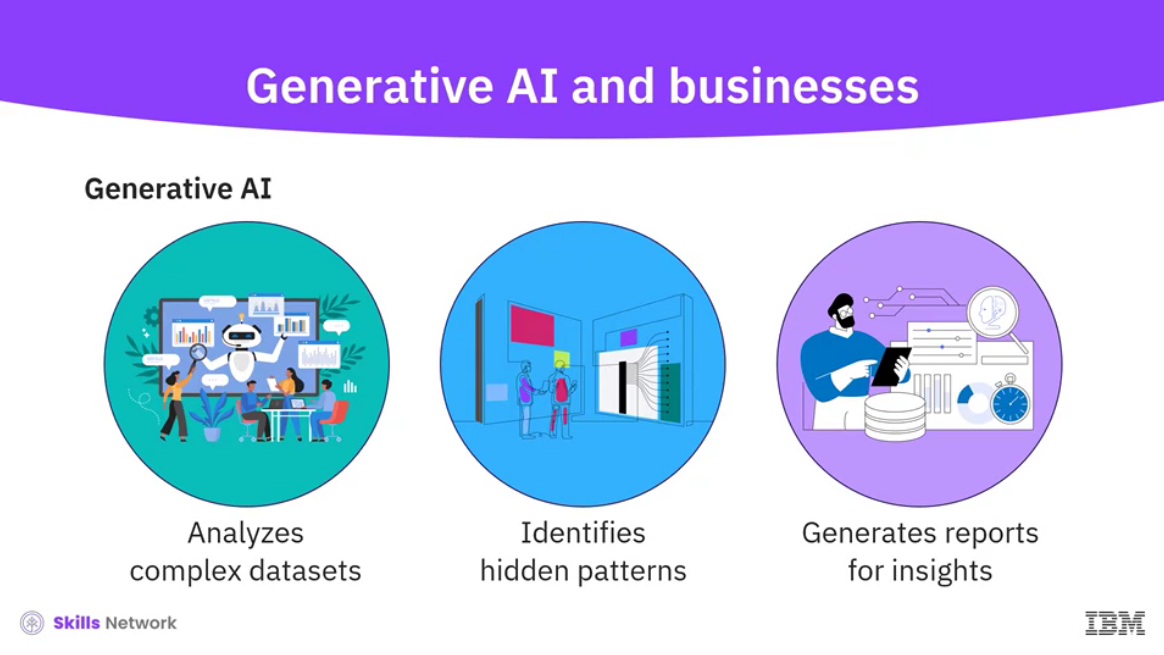 Generative AI and businesses
Generative AI
Analyzes
complex datasets
Identifies
hidden patterns
Generates reports
for insights
Skills Network
IBM